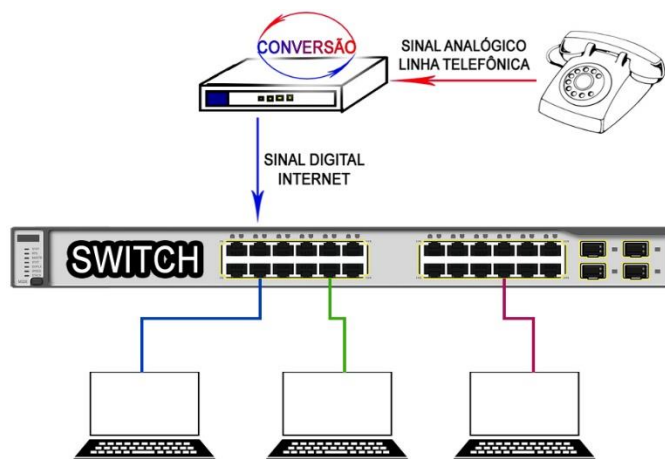 CONVERSÃO
SINAL ANALÓGICO
LINHA TELEFÔNICA
SINAL DIGITAL
INTERNET
SWITCH